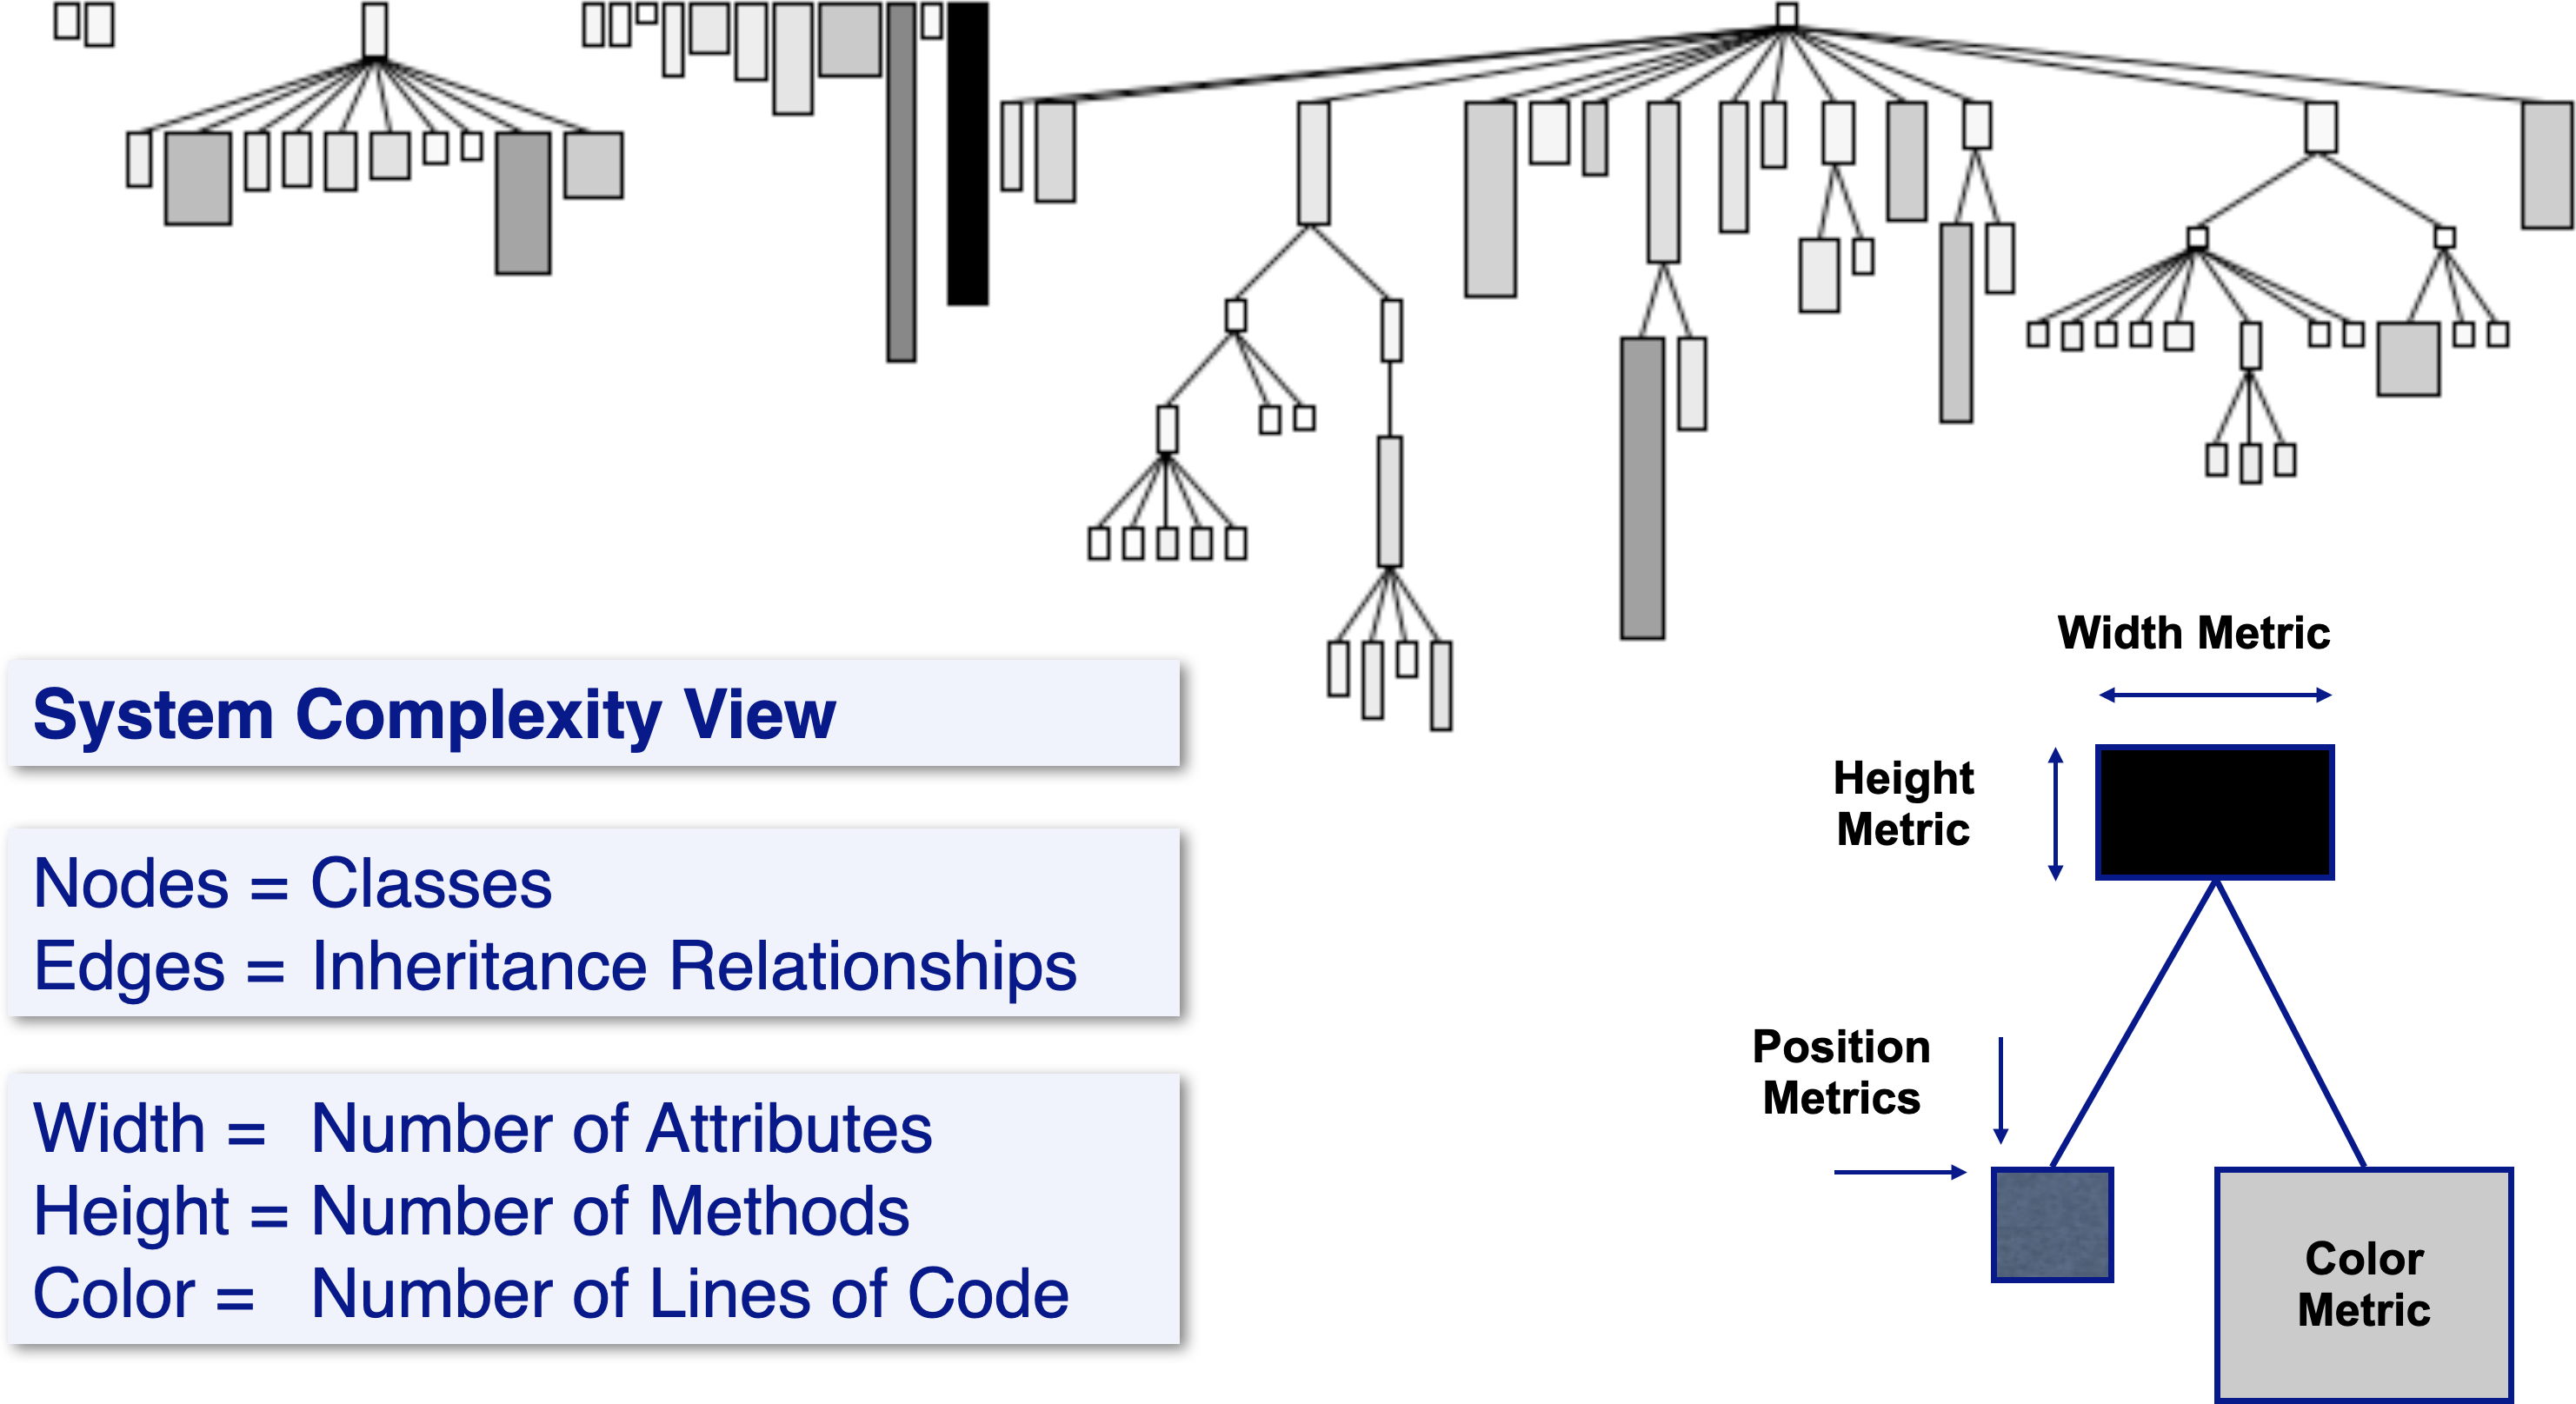 System Complexity View
Nodes = Classes
Edges = Inheritance Relationships
Width = Number of Attributes
Height = Number of Methods
Color = Number of Lines of Code
Width Metric
Height
Metric
Position
Metrics
Color
Metric